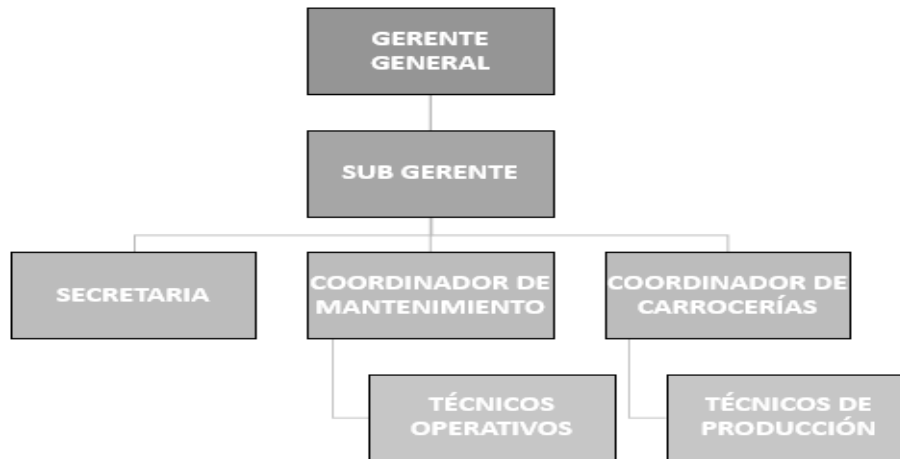 GERENTE
GENERAL
SUB GERENTE
SECRETARIA
COORDINADOR DE
MANTENIMIENTO
COORDINADOR DE
CARROCERÍAS
TÉCNICOS
OPERATIVOS
TÉCNICOS DE
PRODUCCIÓN